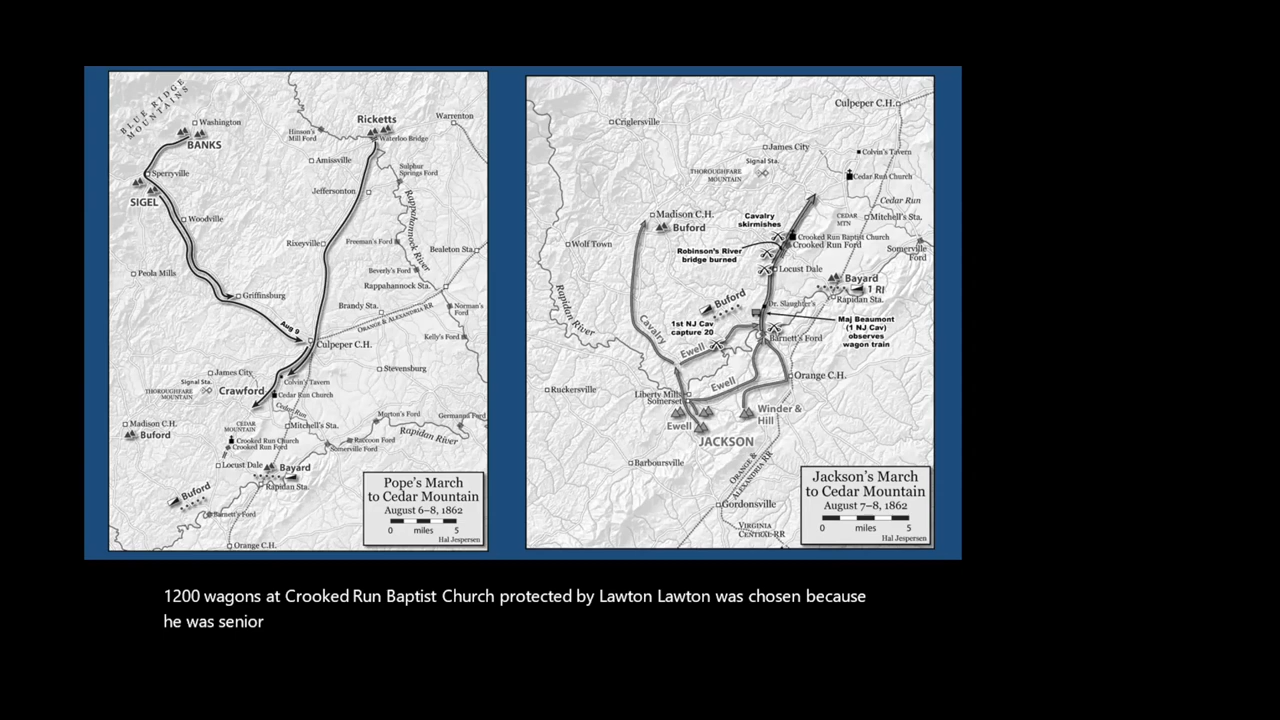 BLUE RIDGE
MOUNTAINS
Washington
BANKS
Sperryville
SIGEL
Woodville
Peola Mills
Griffinsburg
Hinson's
Mill Ford
Ricketts
Waterloo Bridge
Warrenton
Amissville
Sulphur
Springs Ford
Jeffersonton
Rappahannock River
Rixeyville
Freeman's Ford
Bealeton Sta.
Beverly's Ford
Rappahannock Sta.
Brandy Sta.
ORANGE & ALEXANDRIA RR
Norman's
Ford
Kelly's Ford
Aug 9
Culpeper C.H.
James City
Signal Sta.
THOROUGHFARE
MOUNTAIN
Crawford
Colvin's Tavern
Cedar Run Church
Cedar Run
Stevensburg
Madison C.H.
Buford
CEDAR
MOUNTAIN
Mitchell's Sta.
Crooked Run Church
Crooked Run Ford
Morton's Ford
Germanna Ford
Raccoon Ford
Rapidan River
Somerville Ford
Locust Dale
Bayard
Rapidan Sta.
Buford
Barnett's Ford
Orange C.H.
Pope's March
to Cedar Mountain
August 6–8, 1862
0 miles 5
Hal Jespersen
Culpeper C.H.
Criglersville
James City
Signal Sta.
THOROUGHFARE
MOUNTAIN
Colvin's Tavern
Cedar Run Church
Cedar Run
Madison C.H.
Buford
Cavalry
skirmishes
CEDAR
MTN
Mitchell's Sta.
Wolf Town
Robinson's River
bridge burned
Crooked Run Baptist Church
Crooked Run Ford
Somerville
Ford
Locust Dale
Bayard
1 RI
Rapidan Sta.
Rapidan River
Buford
Dr. Slaughter's
Cavalry
1st NJ Cav
capture 20
Maj Beaumont
(1 NJ Cav)
observes
wagon train
Ewell
Barnett's Ford
Ewell
Orange C.H.
Ruckersville
Liberty Mills
Somerset
Ewell
Winder &
Hill
JACKSON
Barboursville
ORANGE &
ALEXANDRIA RR
Gordonsville
VIRGINIA
CENTRAL RR
Jackson's March
to Cedar Mountain
August 7–8, 1862
0 miles 5
Hal Jespersen
1200 wagons at Crooked Run Baptist Church protected by Lawton Lawton was chosen because
he was senior